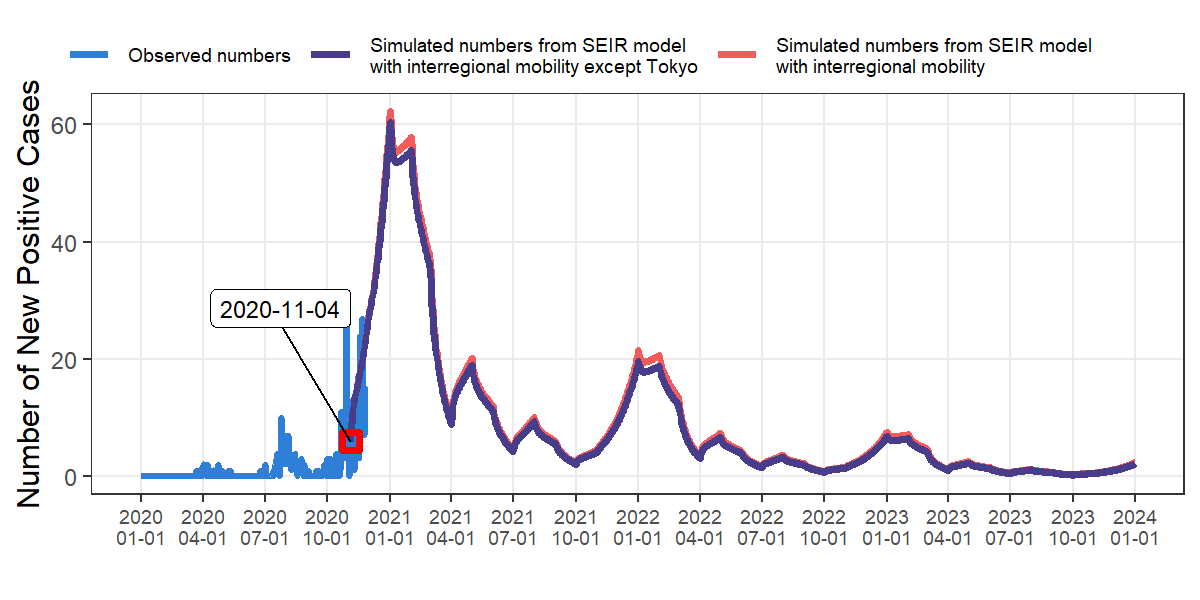 Observed numbers
Simulated numbers from SEIR model
with interregional mobility except Tokyo
Simulated numbers from SEIR model
with interregional mobility
Number of New Positive Cases
60
40
20
0
2020-11-04
2020 2020 2020 2020 2021 2021 2021 2021 2022 2022 2022 2022 2023 2023 2023 2023 2024
01-01 04-01 07-01 10-01 01-01 04-01 07-01 10-01 01-01 04-01 07-01 10-01 01-01 04-01 07-01 10-01 01-01